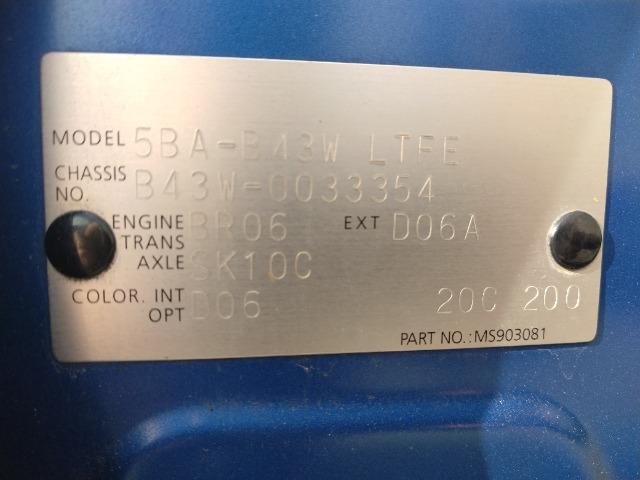 MODEL 5BA-B43W LTFE
CHASSIS NO. B43W-0033354
ENGINE BR06 EXT D06A
TRANS AXLE SK10C
COLOR. INT D06 20C 200
OPT
PART NO.:MS903081